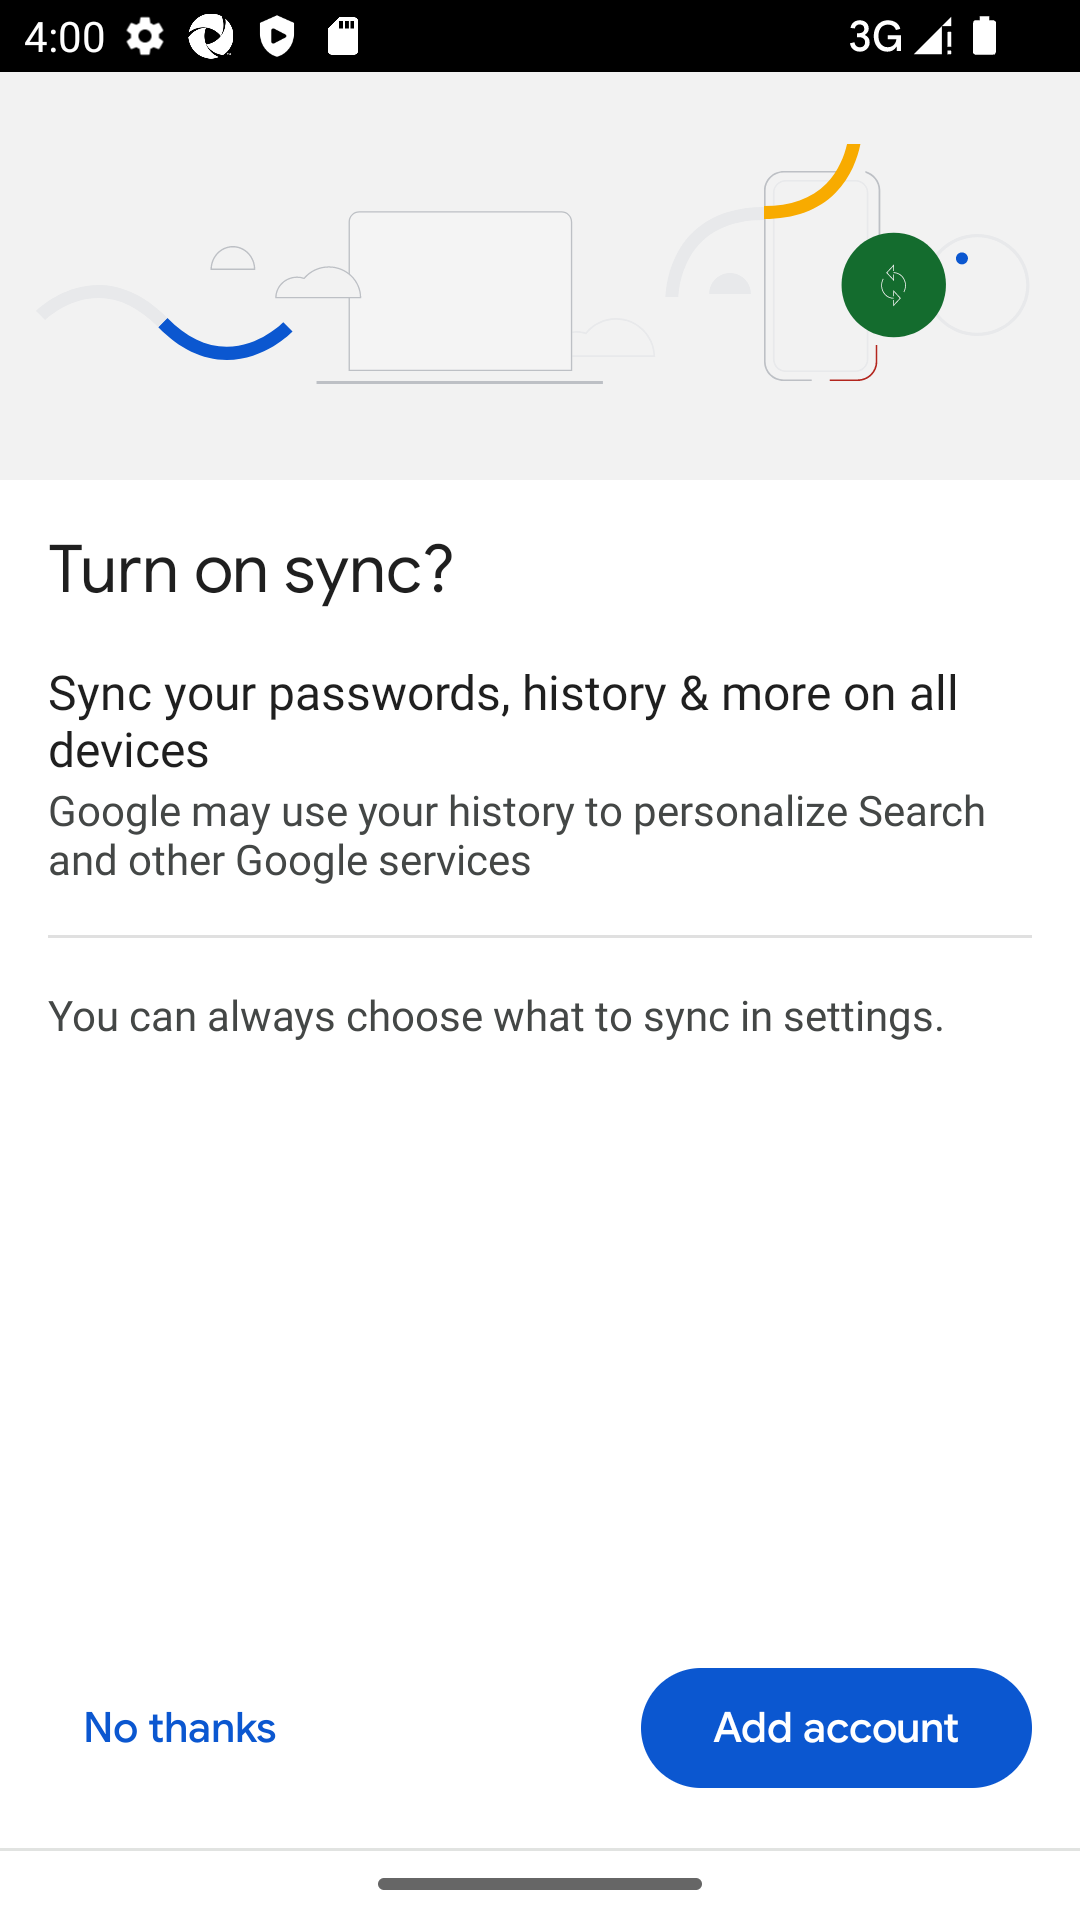 4:00
3G
Turn on sync?
Sync your passwords, history & more on all
devices
Google may use your history to personalize Search
and other Google services
You can always choose what to sync in settings.
No thanks
Add account